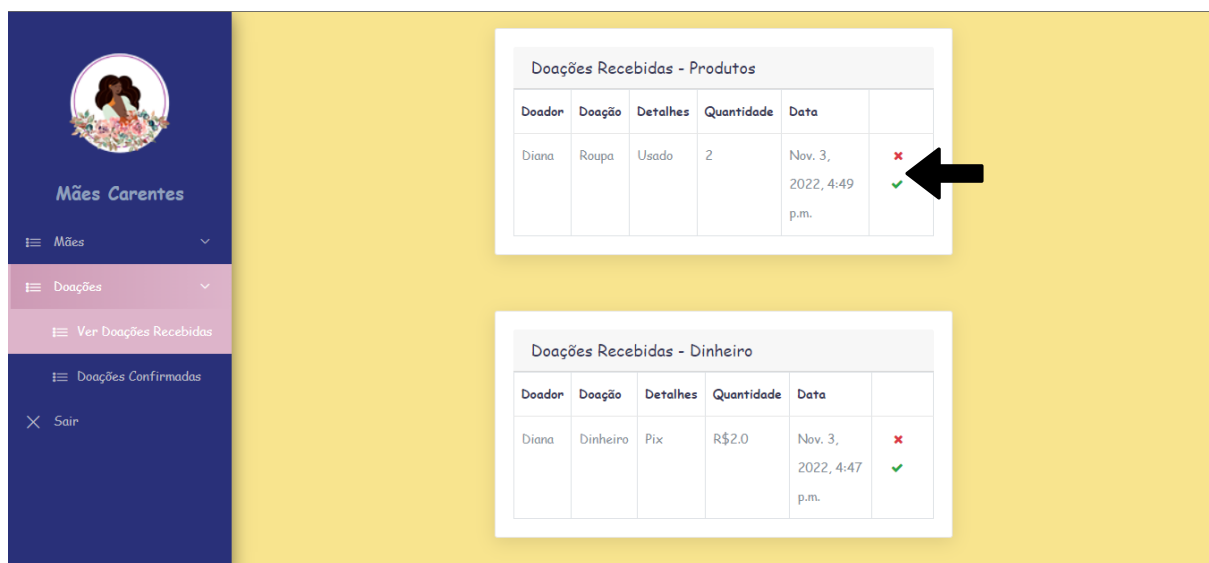 Mães Carentes
Mães
Doações
Ver Doações Recebidas
Doações Confirmadas
Sair
Doações Recebidas - Produtos
Doador Doação Detalhes Quantidade Data
Diana Roupa Usado 2 Nov. 3,
2022, 4:49
p.m.
Doações Recebidas - Dinheiro
Doador Doação Detalhes Quantidade Data
Diana Dinheiro Pix R$2.0 Nov. 3,
2022, 4:47
p.m.